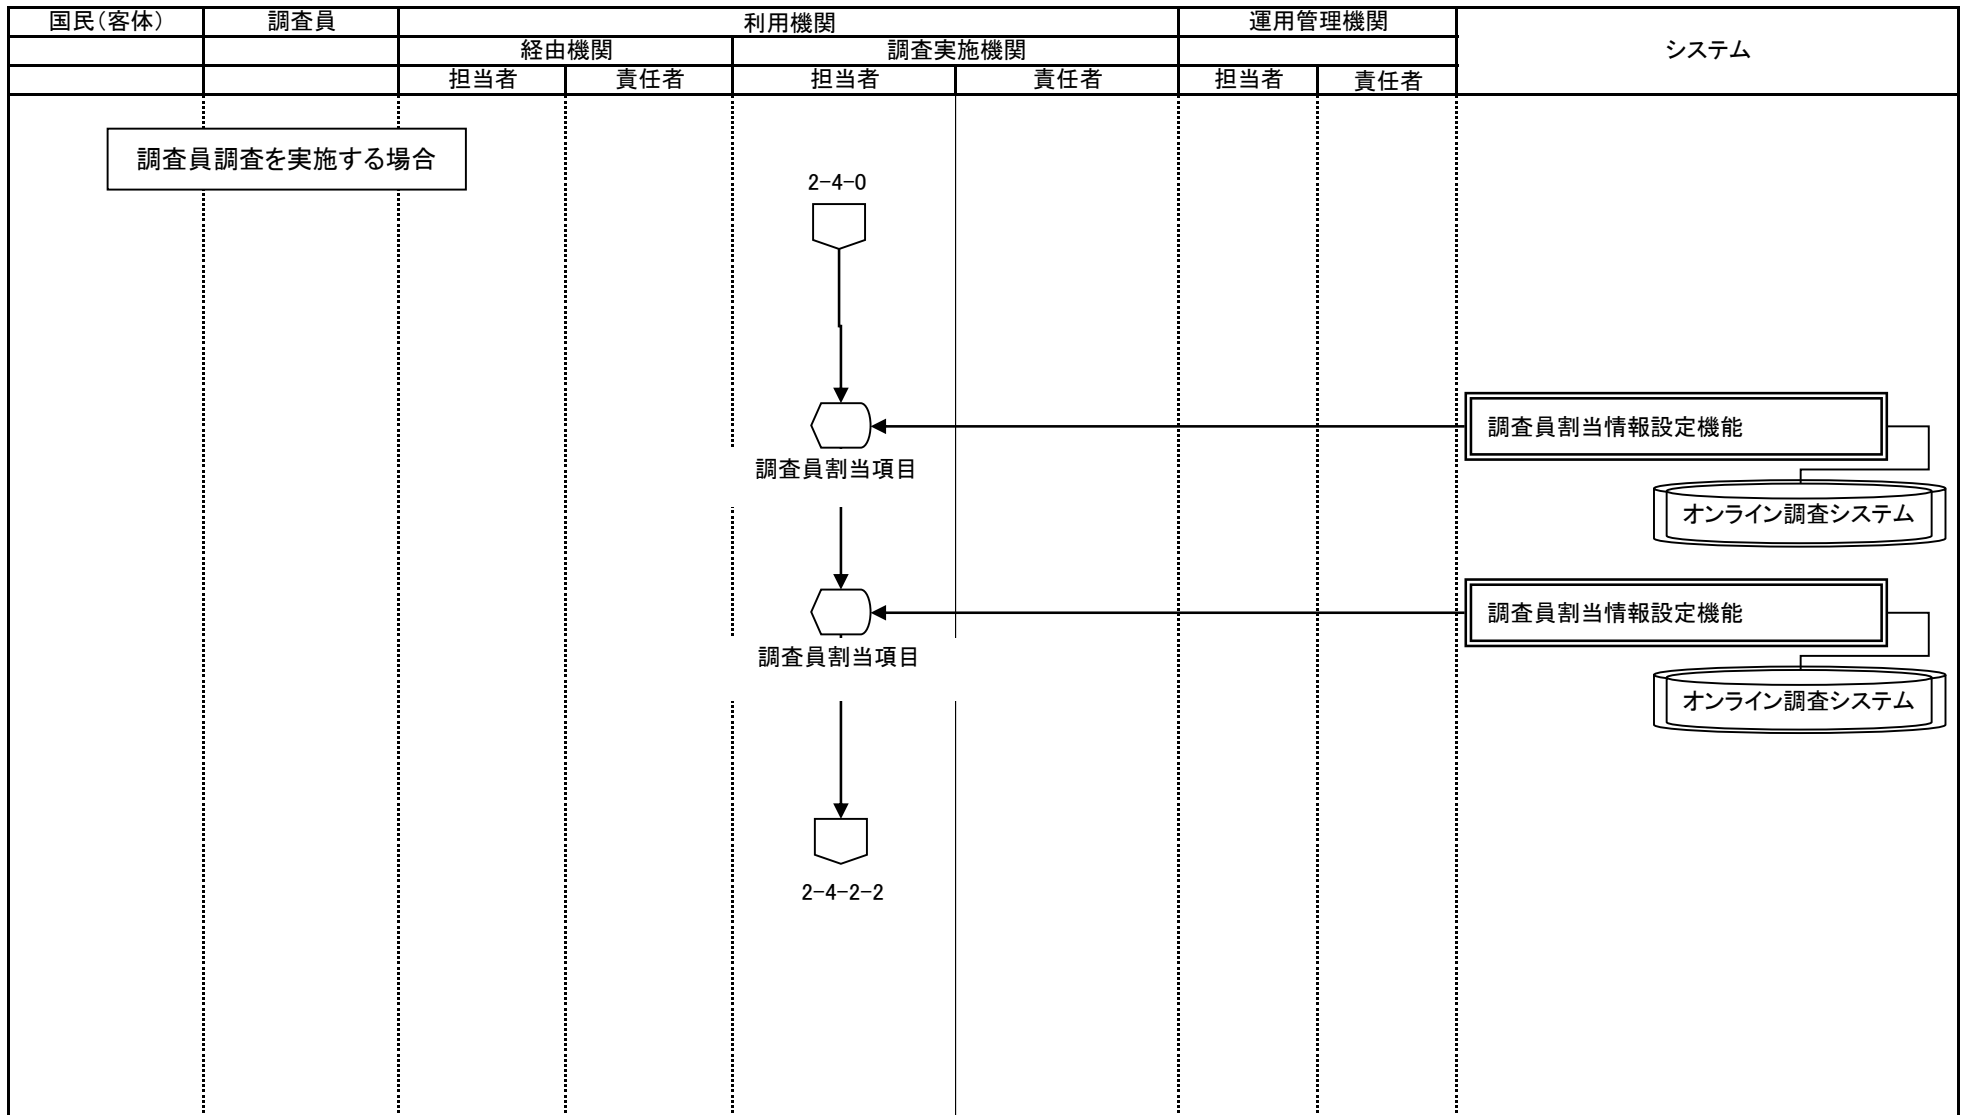 国民（客体）
調査員
利用機関
運用管理機関
システム
経由機関
調査実施機関
担当者
責任者
担当者
責任者
担当者
責任者
調査員調査を実施する場合
2-4-0
調査員割当情報設定機能
調査員割当項目
オンライン調査システム
調査員割当情報設定機能
調査員割当項目
オンライン調査システム
2-4-2-2